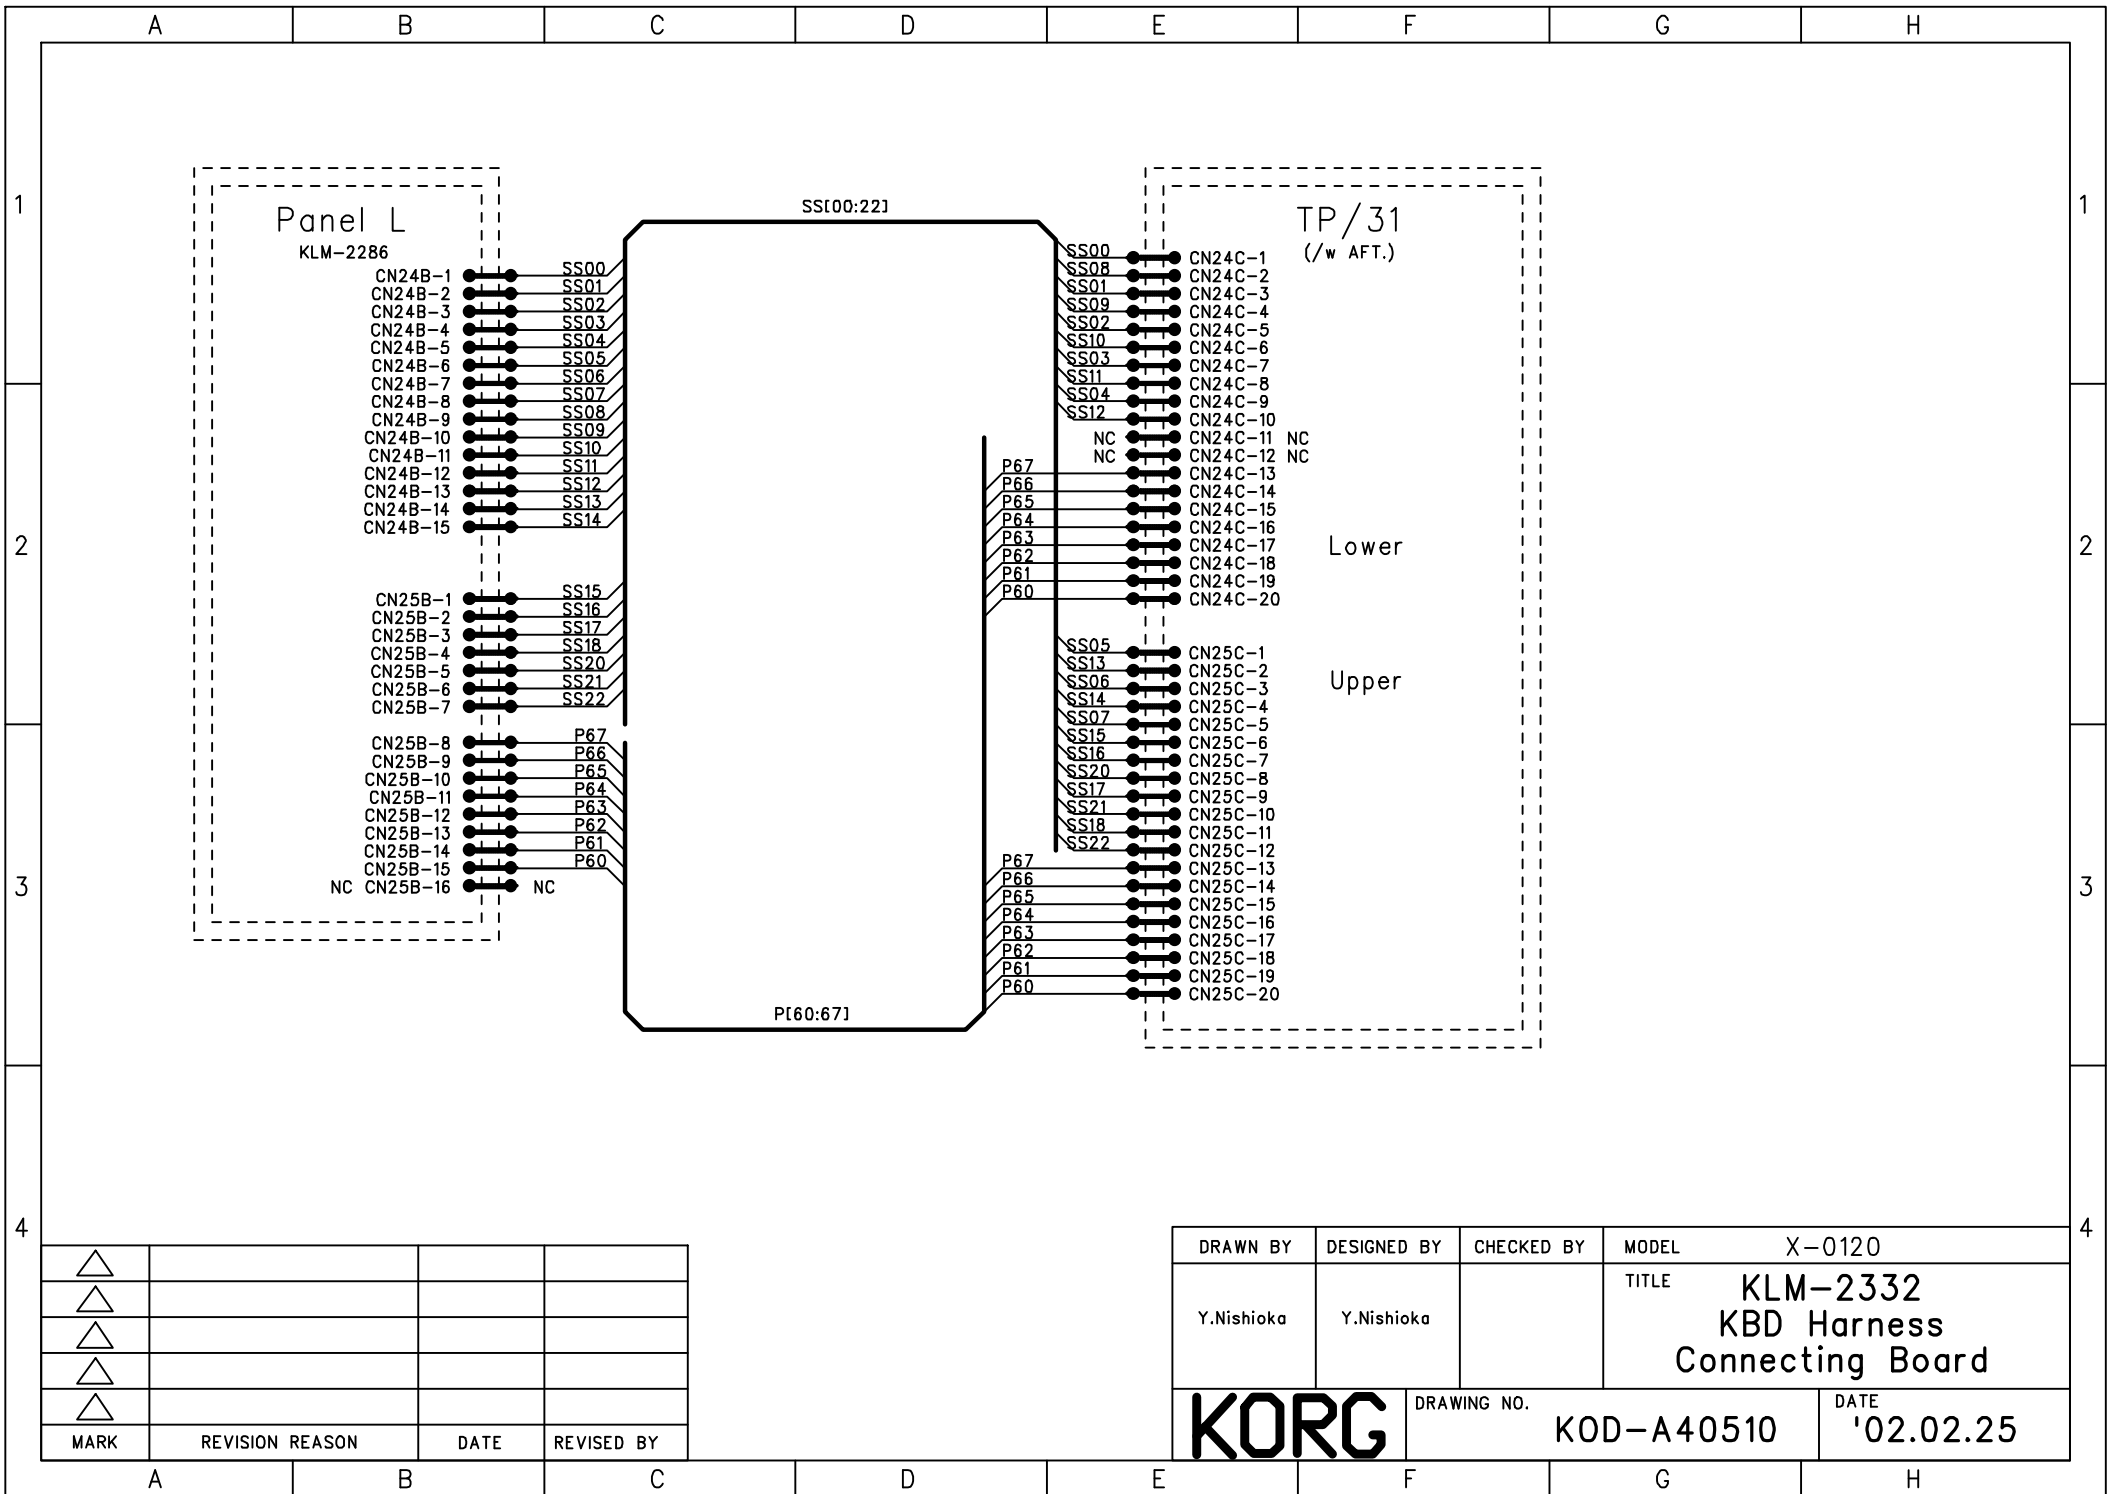 A B C D E F G H
1 1
2 2
3 3
4 4
Panel L
KLM-2286
CN24B-1 SS00
CN24B-2 SS01
CN24B-3 SS02
CN24B-4 SS03
CN24B-5 SS04
CN24B-6 SS05
CN24B-7 SS06
CN24B-8 SS07
CN24B-9 SS08
CN24B-10 SS09
CN24B-11 SS10
CN24B-12 SS11
CN24B-13 SS12
CN24B-14 SS13
CN24B-15 SS14
CN25B-1 SS15
CN25B-2 SS16
CN25B-3 SS17
CN25B-4 SS18
CN25B-5 SS20
CN25B-6 SS21
CN25B-7 SS22
CN25B-8 P67
CN25B-9 P66
CN25B-10 P65
CN25B-11 P64
CN25B-12 P63
CN25B-13 P62
CN25B-14 P61
CN25B-15 P60
NC CN25B-16 NC
SS[00:22]
P[60:67]
TP/31
(/w AFT.)
SS00 CN24C-1
SS08 CN24C-2
SS01 CN24C-3
SS09 CN24C-4
SS02 CN24C-5
SS10 CN24C-6
SS03 CN24C-7
SS11 CN24C-8
SS04 CN24C-9
SS12 CN24C-10
NC CN24C-11 NC
NC CN24C-12 NC
P67 CN24C-13
P66 CN24C-14
P65 CN24C-15
P64 CN24C-16
P63 CN24C-17
P62 CN24C-18
P61 CN24C-19
P60 CN24C-20
Lower
SS05 CN25C-1
SS13 CN25C-2
SS06 CN25C-3
SS14 CN25C-4
SS07 CN25C-5
SS15 CN25C-6
SS16 CN25C-7
SS20 CN25C-8
SS17 CN25C-9
SS21 CN25C-10
SS18 CN25C-11
SS22 CN25C-12
P67 CN25C-13
P66 CN25C-14
P65 CN25C-15
P64 CN25C-16
P63 CN25C-17
P62 CN25C-18
P61 CN25C-19
P60 CN25C-20
Upper
MARK REVISION REASON DATE REVISED BY
DRAWN BY DESIGNED BY CHECKED BY MODEL X-0120
Y.Nishioka Y.Nishioka
TITLE KLM-2332
KBD Harness
Connecting Board
KORG DRAWING NO. KOD-A40510 DATE '02.02.25
A B C D E F G H